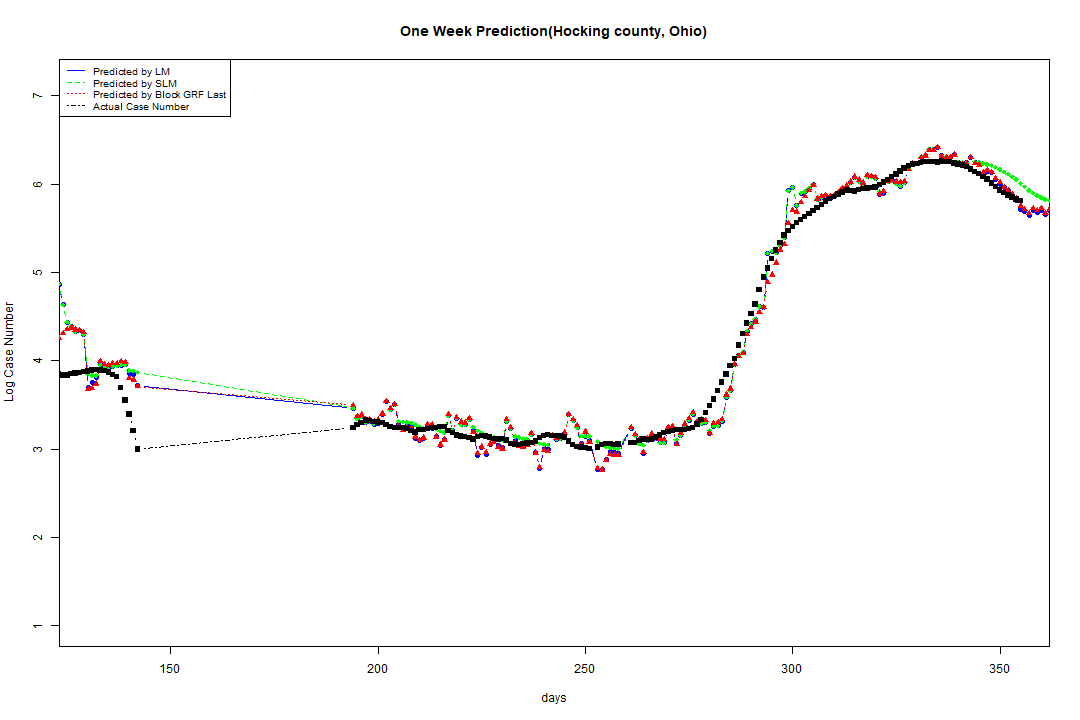 One Week Prediction(Hocking county, Ohio)
Predicted by LM
Predicted by SLM
Predicted by Block GRF Last
Actual Case Number
7
6
5
4
3
2
1
Log Case Number
150 200 250 300 350
days